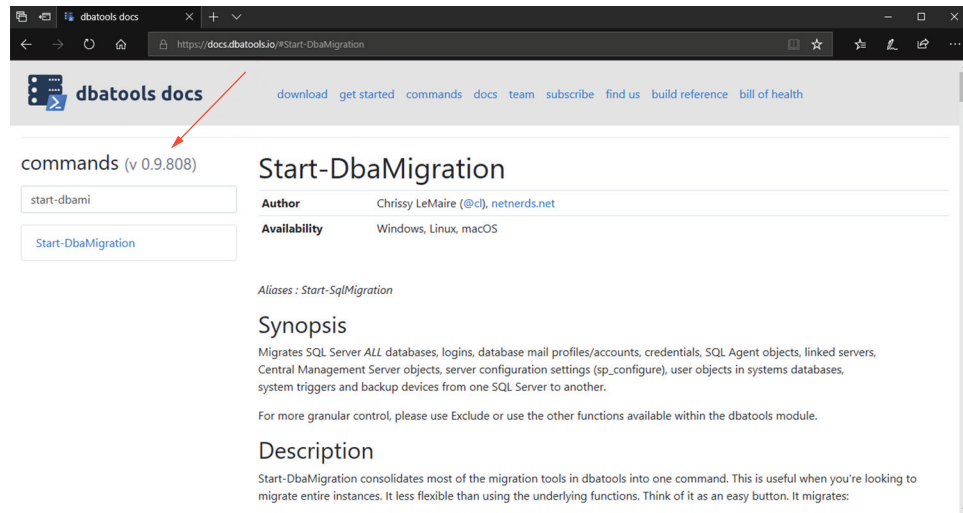 dbatools docs
https://docs.dbatools.io/#Start-DbaMigration
dbatools docs
download get started commands docs team subscribe find us build reference bill of health
commands (v 0.9.808)
start-dbami
Start-DbaMigration
Start-DbaMigration
Author Chrissy LeMaire (@cl), netnerds.net
Availability Windows, Linux, macOS
Aliases : Start-SqlMigration
Synopsis
Migrates SQL Server ALL databases, logins, database mail profiles/accounts, credentials, SQL Agent objects, linked servers,
Central Management Server objects, server configuration settings (sp_configure), user objects in systems databases,
system triggers and backup devices from one SQL Server to another.
For more granular control, please use Exclude or use the other functions available within the dbatools module.
Description
Start-DbaMigration consolidates most of the migration tools in dbatools into one command. This is useful when you're looking to
migrate entire instances. It less flexible than using the underlying functions. Think of it as an easy button. It migrates: